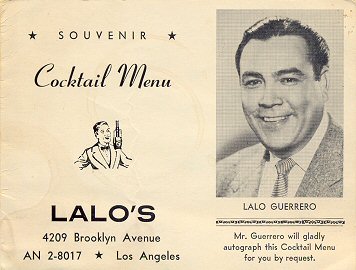 ★ SOUVENIR ★
Cocktail Menu
LALO'S
4209 Brooklyn Avenue
AN 2-8017 ★ Los Angeles
LALO GUERRERO
Mr. Guerrero will gladly
autograph this Cocktail Menu
for you by request.